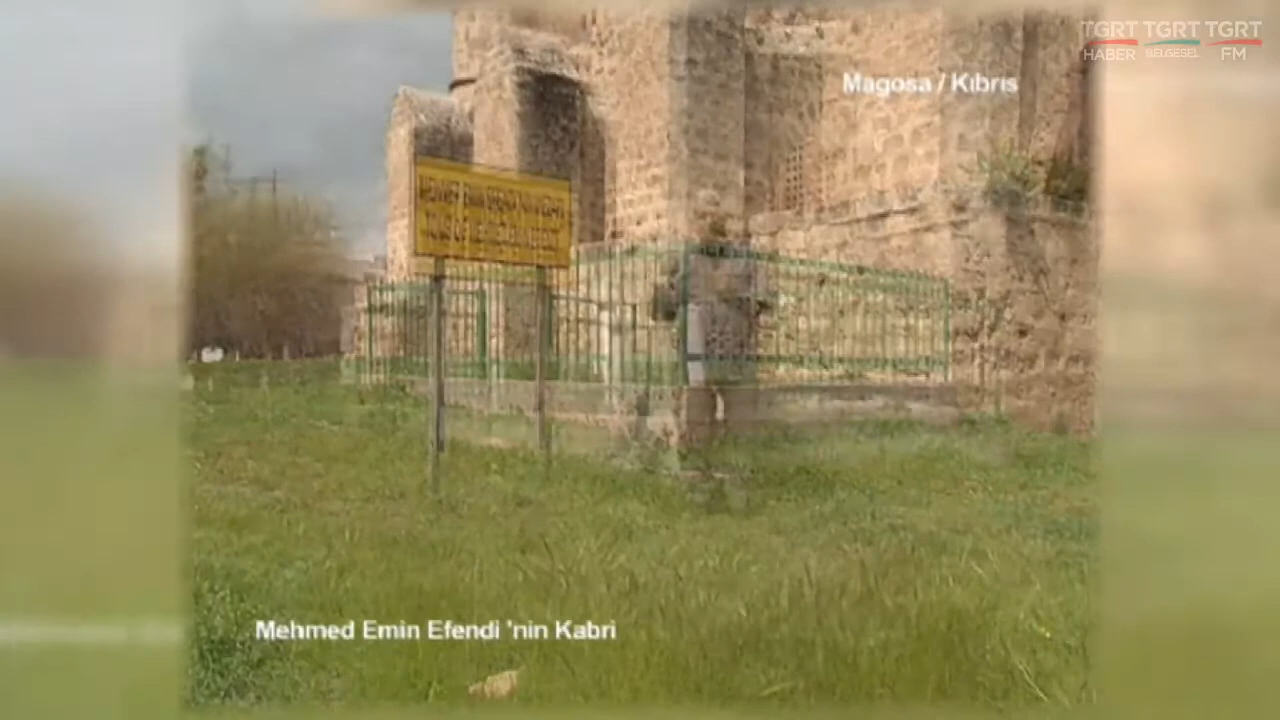 TGRT TGRT TGRT
HABER BELGESEL FM
Magosa / Kıbrıs
Mehmed Emin Efendi 'nin Kabri